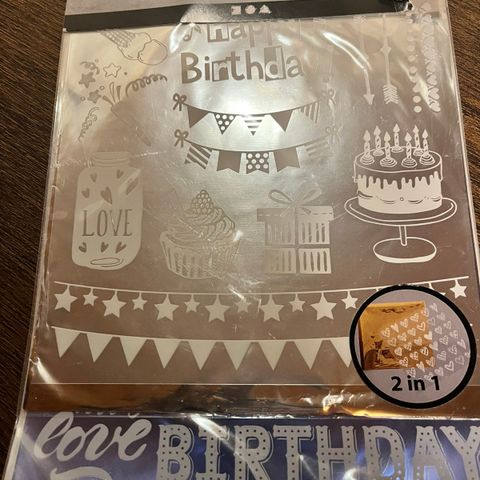 Happy
Birthda
LOVE
2 in 1
love BIRTHDAY